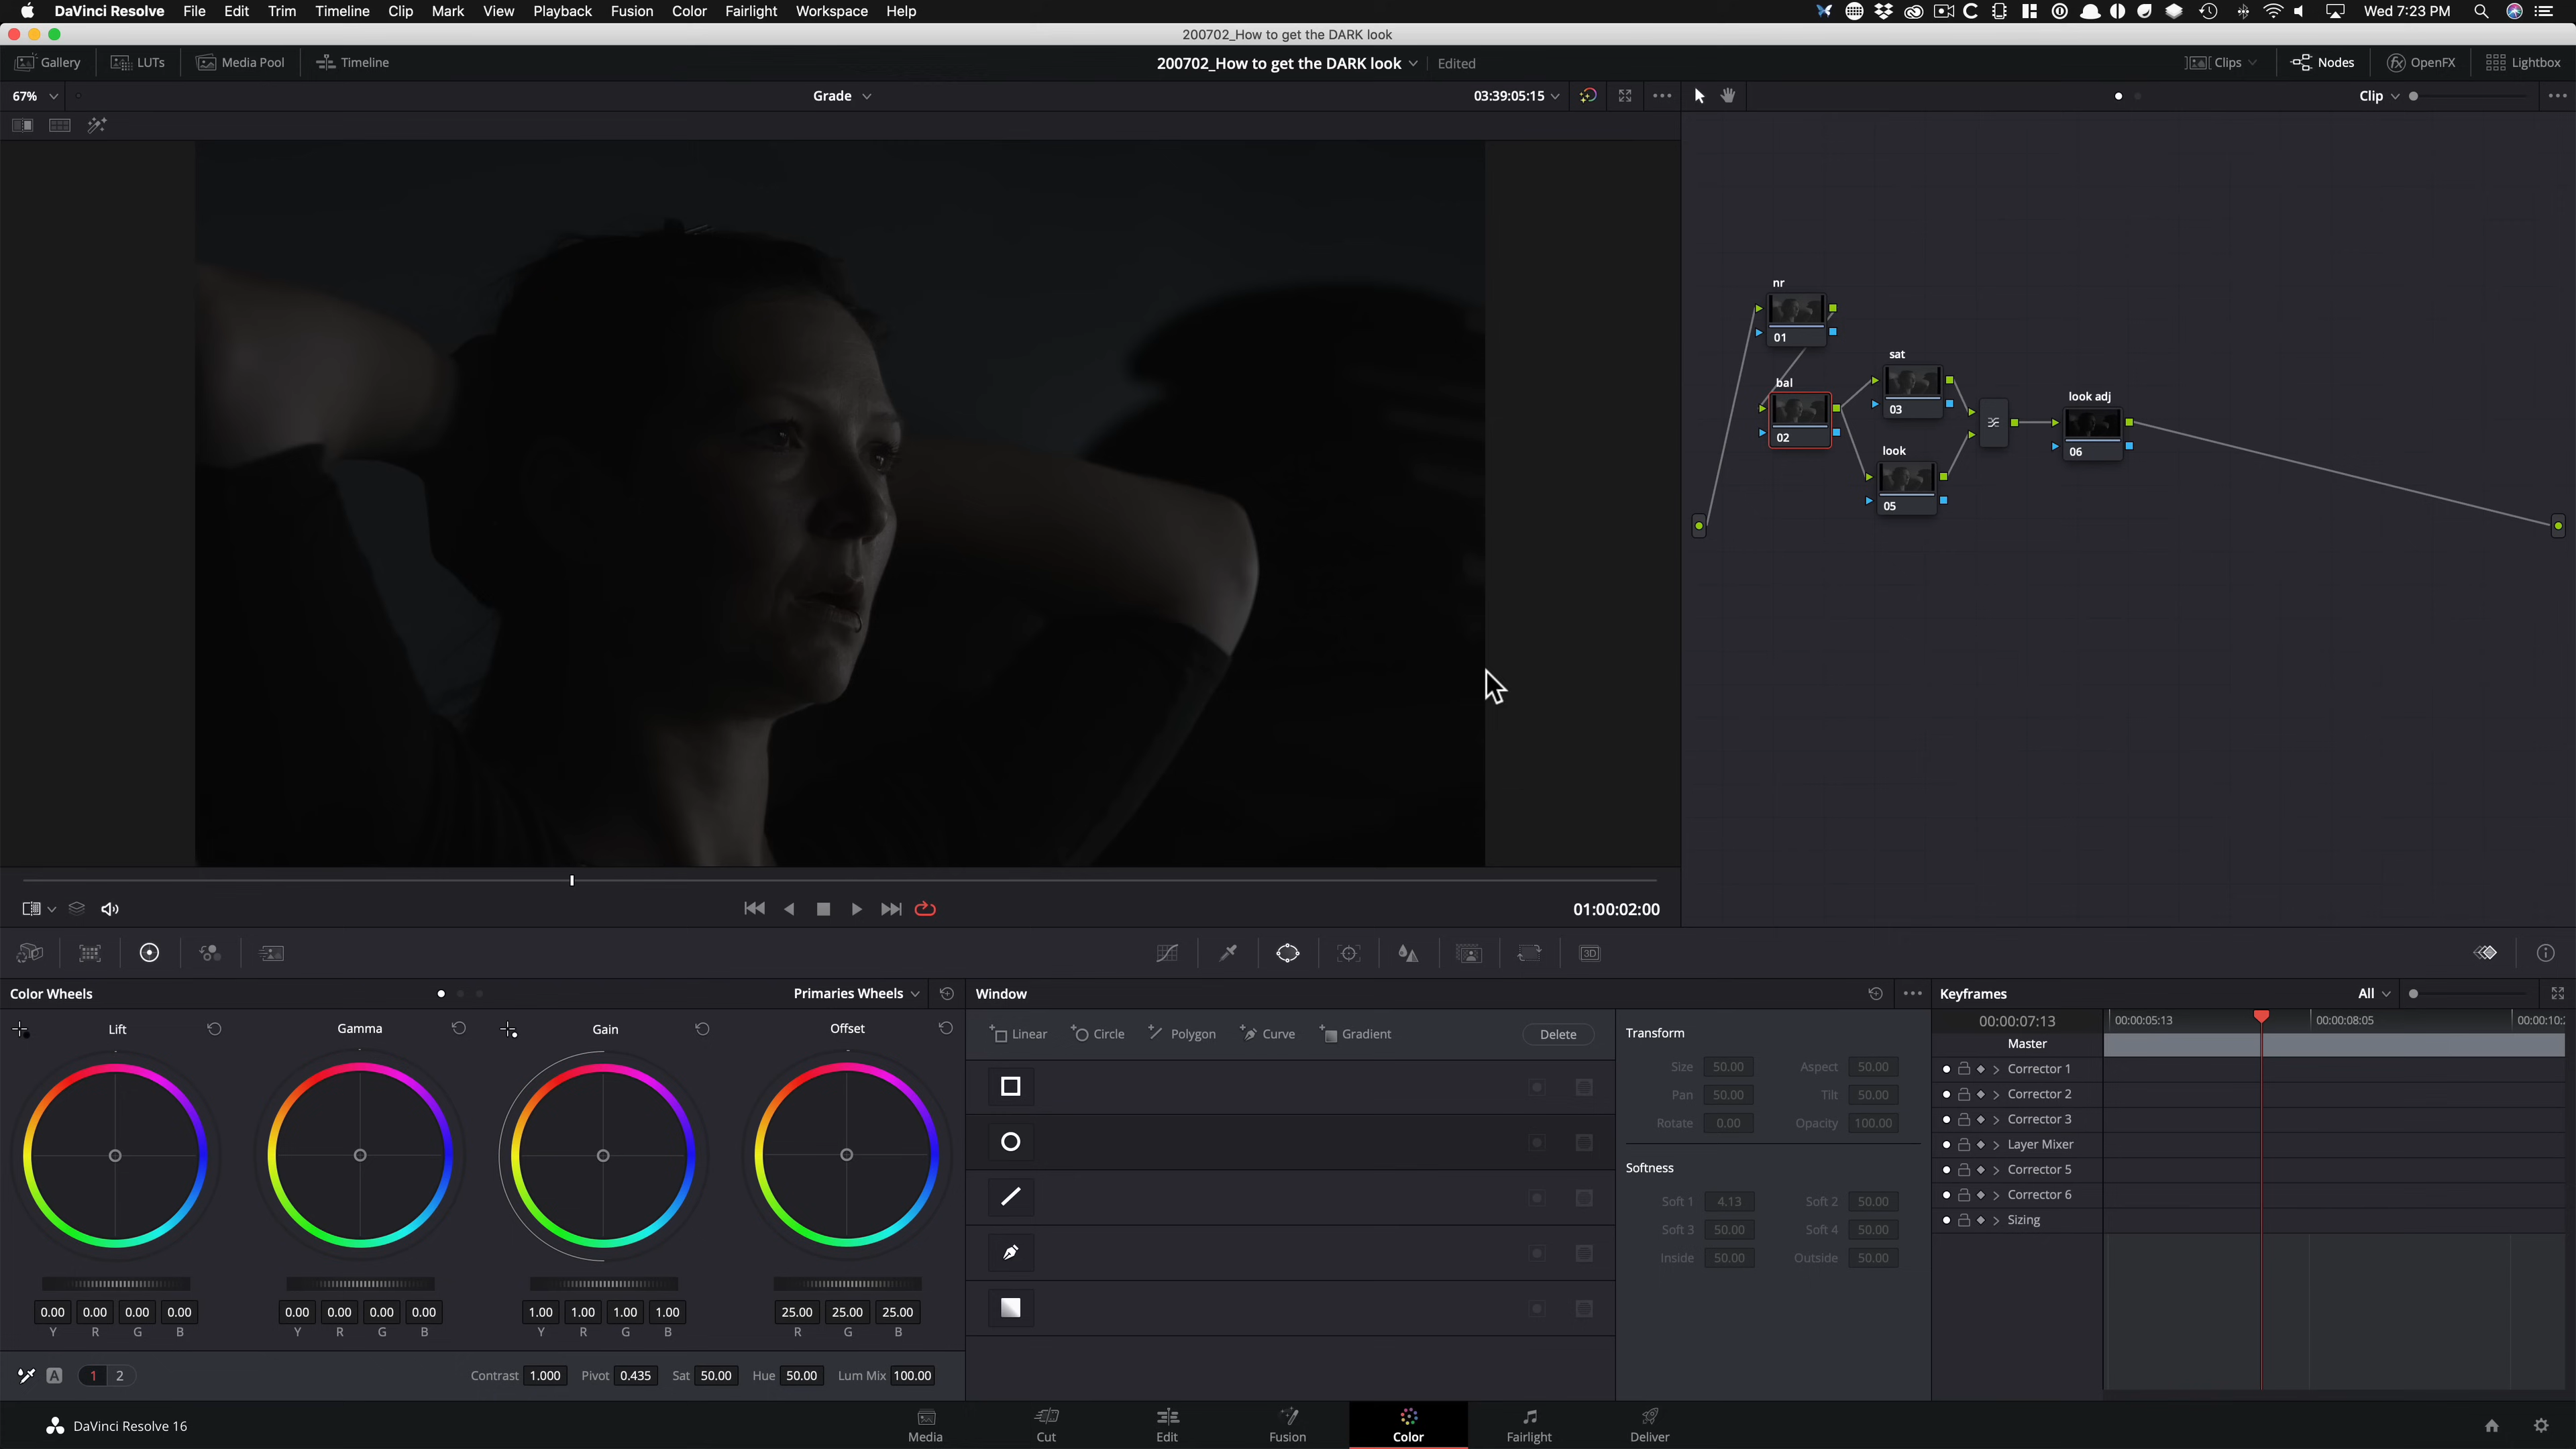 DaVinci Resolve File Edit Trim Timeline Clip Mark View Playback Fusion Color Fairlight Workspace Help Wed 7:23 PM
200702_How to get the DARK look
Gallery LUTs Media Pool Timeline 200702_How to get the DARK look Edited Clips Nodes OpenFX Lightbox
67% Grade 03:39:05:15 Clip
nr
01
sat
bal
03
look adj
02
look
06
05
01:00:02:00
3D
Color Wheels Primaries Wheels Window Keyframes All
Lift Gamma Gain Offset
Linear Circle Polygon Curve Gradient Delete
Transform
Size 50.00 Aspect 50.00
Pan 50.00 Tilt 50.00
Rotate 0.00 Opacity 100.00
Softness
Soft 1 4.13 Soft 2 50.00
Soft 3 50.00 Soft 4 50.00
Inside 50.00 Outside 50.00
00:00:07:13 00:00:05:13 00:00:08:05 00:00:10:
Master
Corrector 1
Corrector 2
Corrector 3
Layer Mixer
Corrector 5
Corrector 6
Sizing
0.00 0.00 0.00 0.00 0.00 0.00 0.00 0.00 1.00 1.00 1.00 1.00 25.00 25.00 25.00
Y R G B Y R G B Y R G B R G B
A 1 2 Contrast 1.000 Pivot 0.435 Sat 50.00 Hue 50.00 Lum Mix 100.00
DaVinci Resolve 16 Media Cut Edit Fusion Color Fairlight Deliver